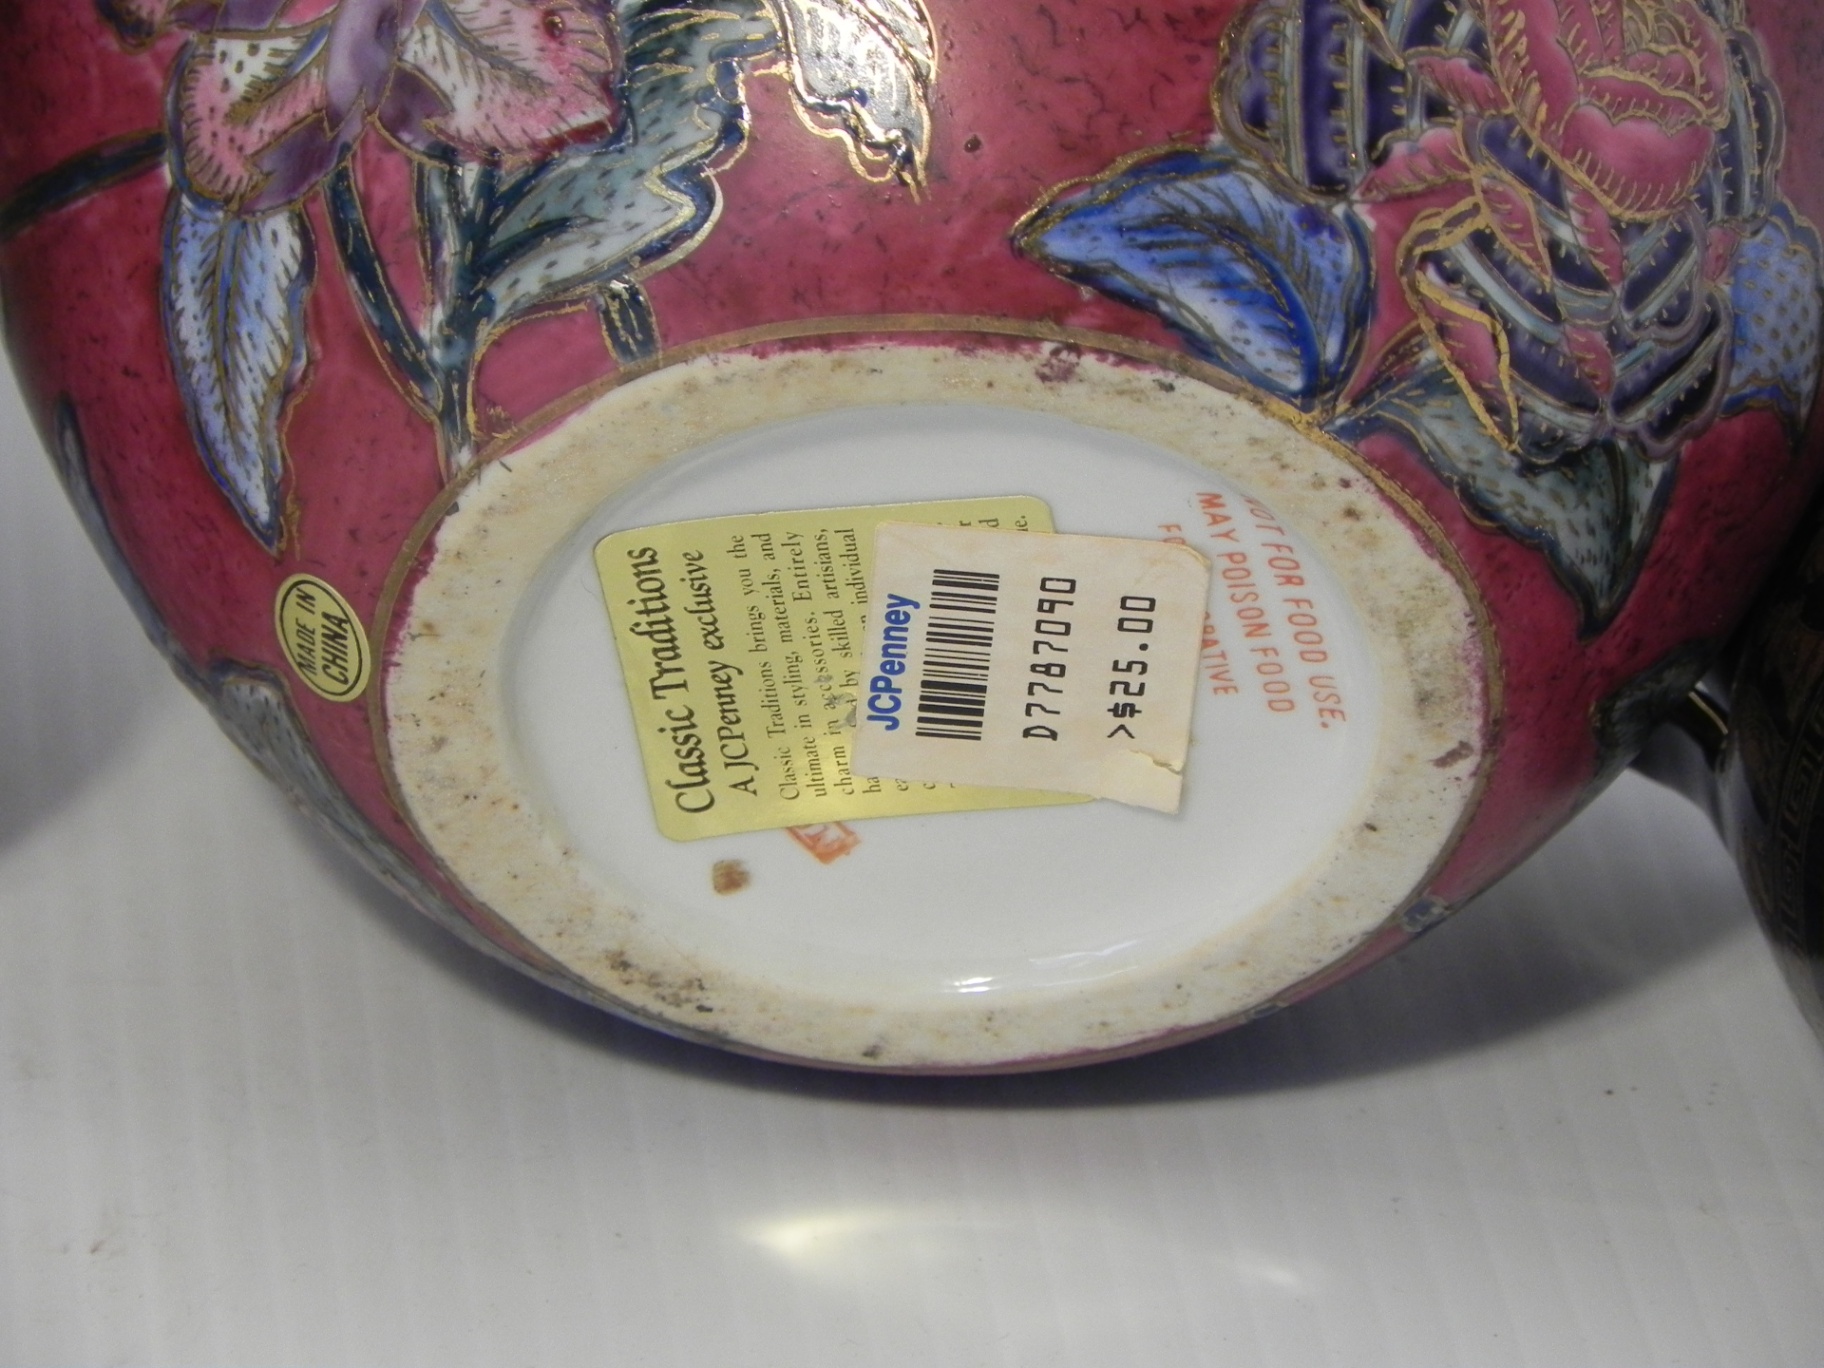 MADE IN
CHINA
Classic Traditions
A JCPenney exclusive
Classic Traditions brings you the
ultimate in styling, materials, and
charm in accessories. Entirely
by skilled artisans,
individual
JCPenney
D7787090
>$25.00
NOT FOR FOOD USE.
MAY POISON FOOD